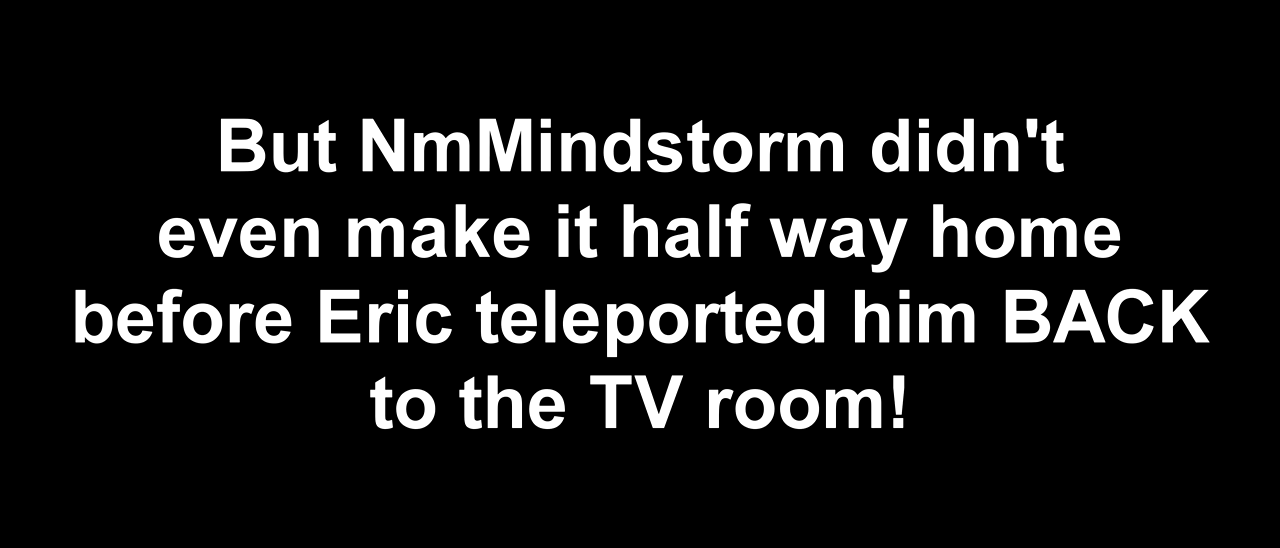 But NmMindstorm didn't
even make it half way home
before Eric teleported him BACK
to the TV room!